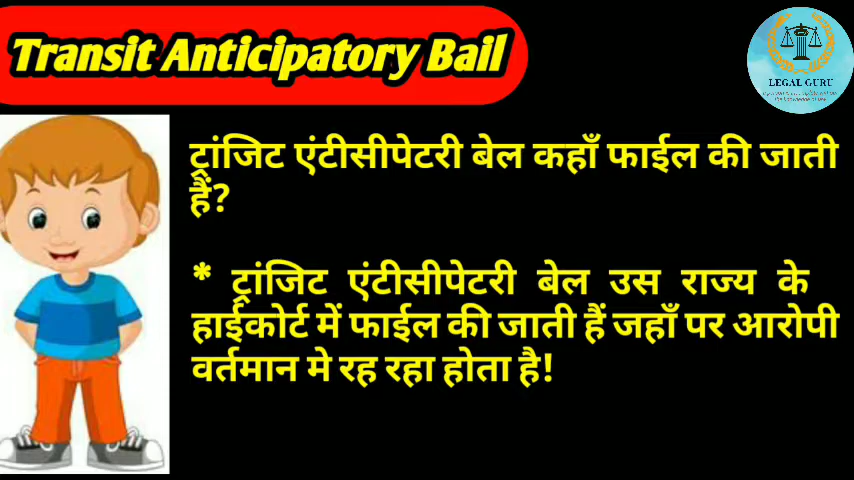 Transit Anticipatory Bail
LEGAL GURU
ट्रांजिट एंटीसीपेटरी बेल कहाँ फाईल की जाती
हैं?
* ट्रांजिट एंटीसीपेटरी बेल उस राज्य के
हाईकोर्ट में फाईल की जाती हैं जहाँ पर आरोपी
वर्तमान मे रह रहा होता है!